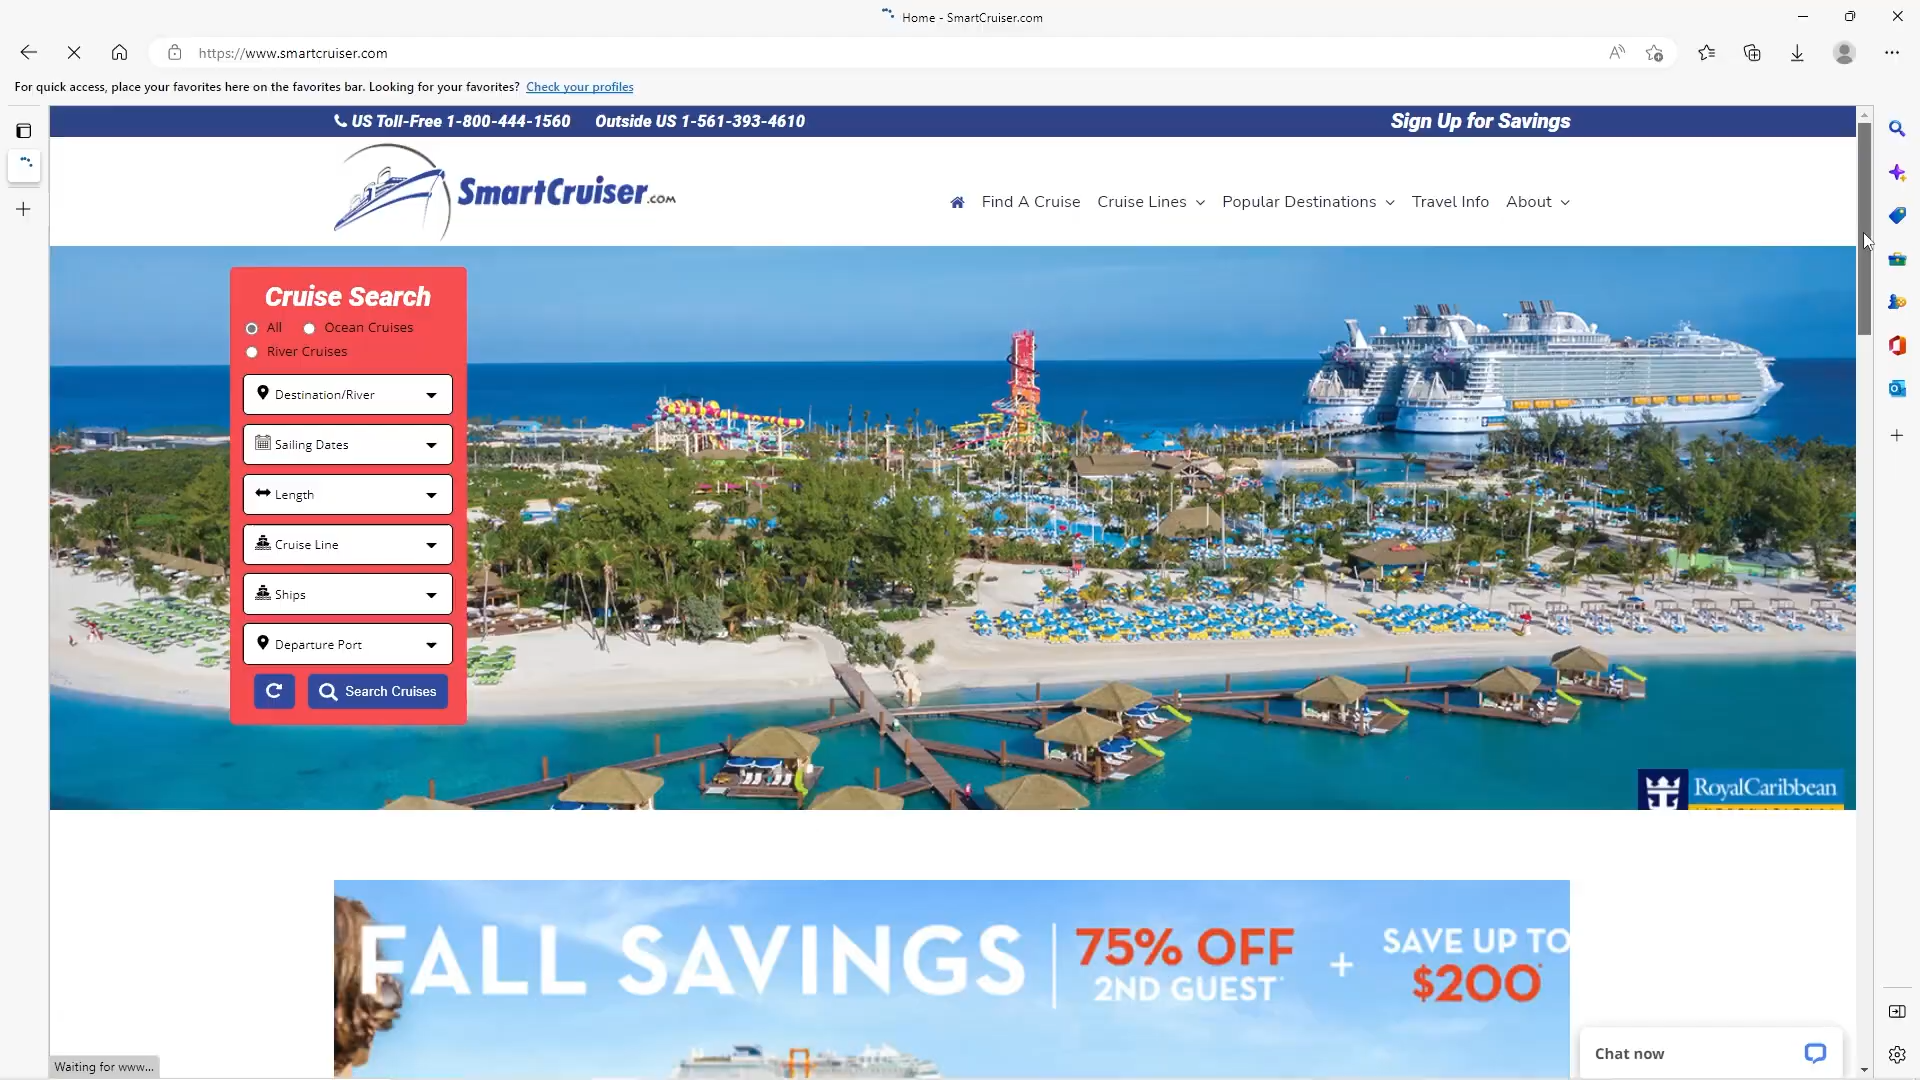 Home - SmartCruiser.com
https://www.smartcruiser.com
For quick access, place your favorites here on the favorites bar. Looking for your favorites? Check your profiles
US Toll-Free 1-800-444-1560 Outside US 1-561-393-4610 Sign Up for Savings
SmartCruiser.com
Find A Cruise Cruise Lines Popular Destinations Travel Info About
Cruise Search
All Ocean Cruises
River Cruises
Destination/River
Sailing Dates
Length
Cruise Line
Ships
Departure Port
Search Cruises
RoyalCaribbean
FALL SAVINGS 75% OFF 2ND GUEST* + SAVE UP TO $200*
Chat now
Waiting for www...